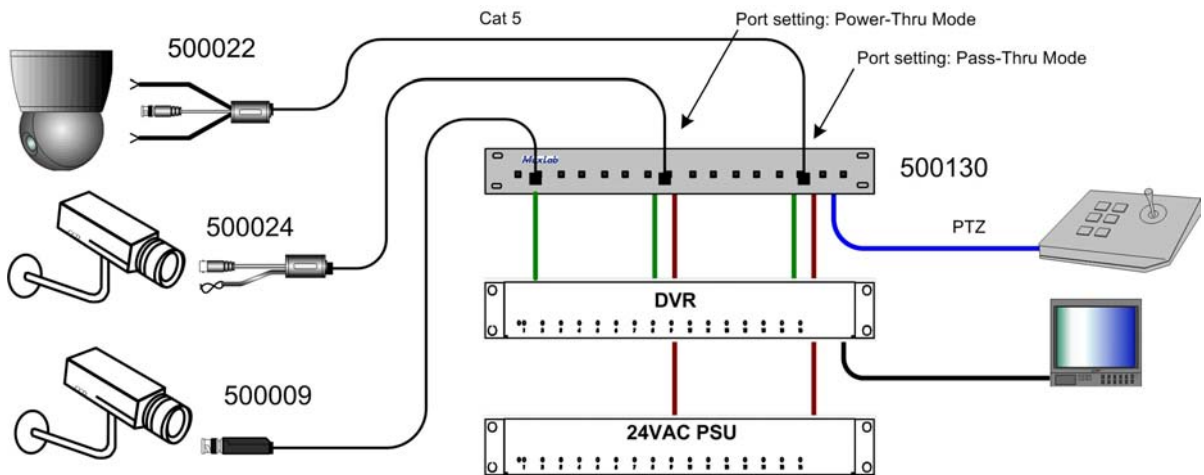 Cat 5
Port setting: Power-Thru Mode
500022
Port setting: Pass-Thru Mode
MuxLab
500130
500024
PTZ
DVR
500009
24VAC PSU